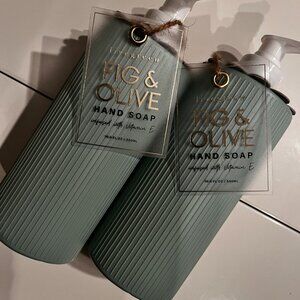 FIG &
OLIVE
HAND SOAP
infused with Vitamin E
FIG &
OLIVE
HAND SOAP
infused with Vitamin E